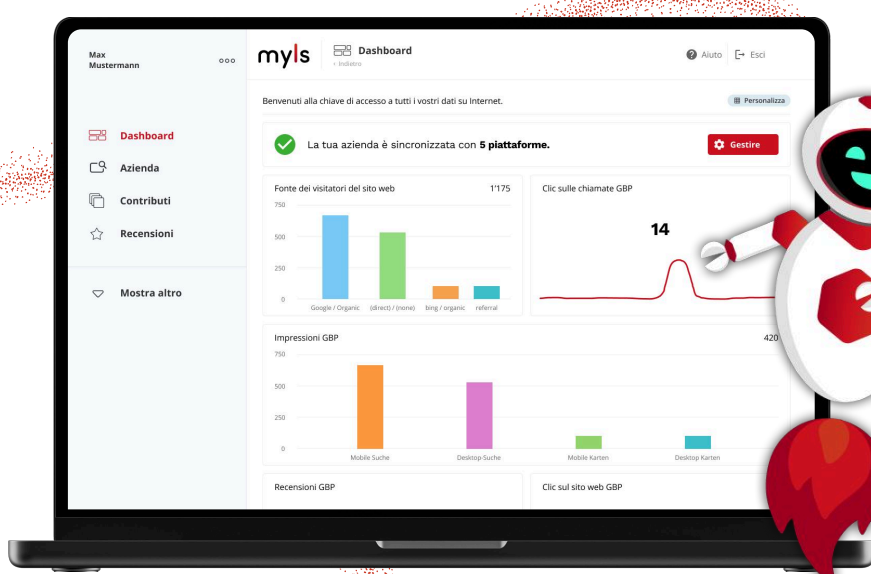 Max
Mustermann
myls
Dashboard
‹ Indietro
Aiuto
Esci
Benvenuti alla chiave di accesso a tutti i vostri dati su Internet.
Personalizza
Dashboard
Azienda
Contributi
Recensioni
Mostra altro
La tua azienda è sincronizzata con 5 piattaforme.
Gestire
Fonte dei visitatori del sito web
1'175
750
500
250
0
Google / Organic
(direct) / (none)
bing / organic
referral
Clic sulle chiamate GBP
14
Impressioni GBP
420
750
500
250
0
Mobile Suche
Desktop-Suche
Mobile Karten
Desktop Karten
Recensioni GBP
Clic sul sito web GBP